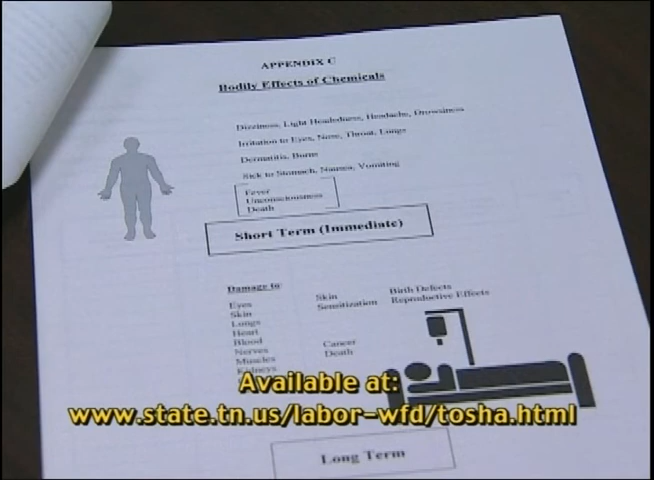 APPENDIX C
Bodily Effects of Chemicals
Dizziness, Light Headedness, Headache, Drowsiness
Irritation to Eyes, Nose, Throat, Lungs
Dermatitis, Burns
Sick to Stomach, Nausea, Vomiting
Fever
Unconsciousness
Death
Short Term (Immediate)
Damage to
Eyes
Skin
Lungs
Heart
Blood
Nerves
Muscles
Kidneys
Skin
Sensitization
Cancer
Death
Birth Defects
Reproductive Effects
Available at:
www.state.tn.us/labor-wfd/tosha.html
Long Term